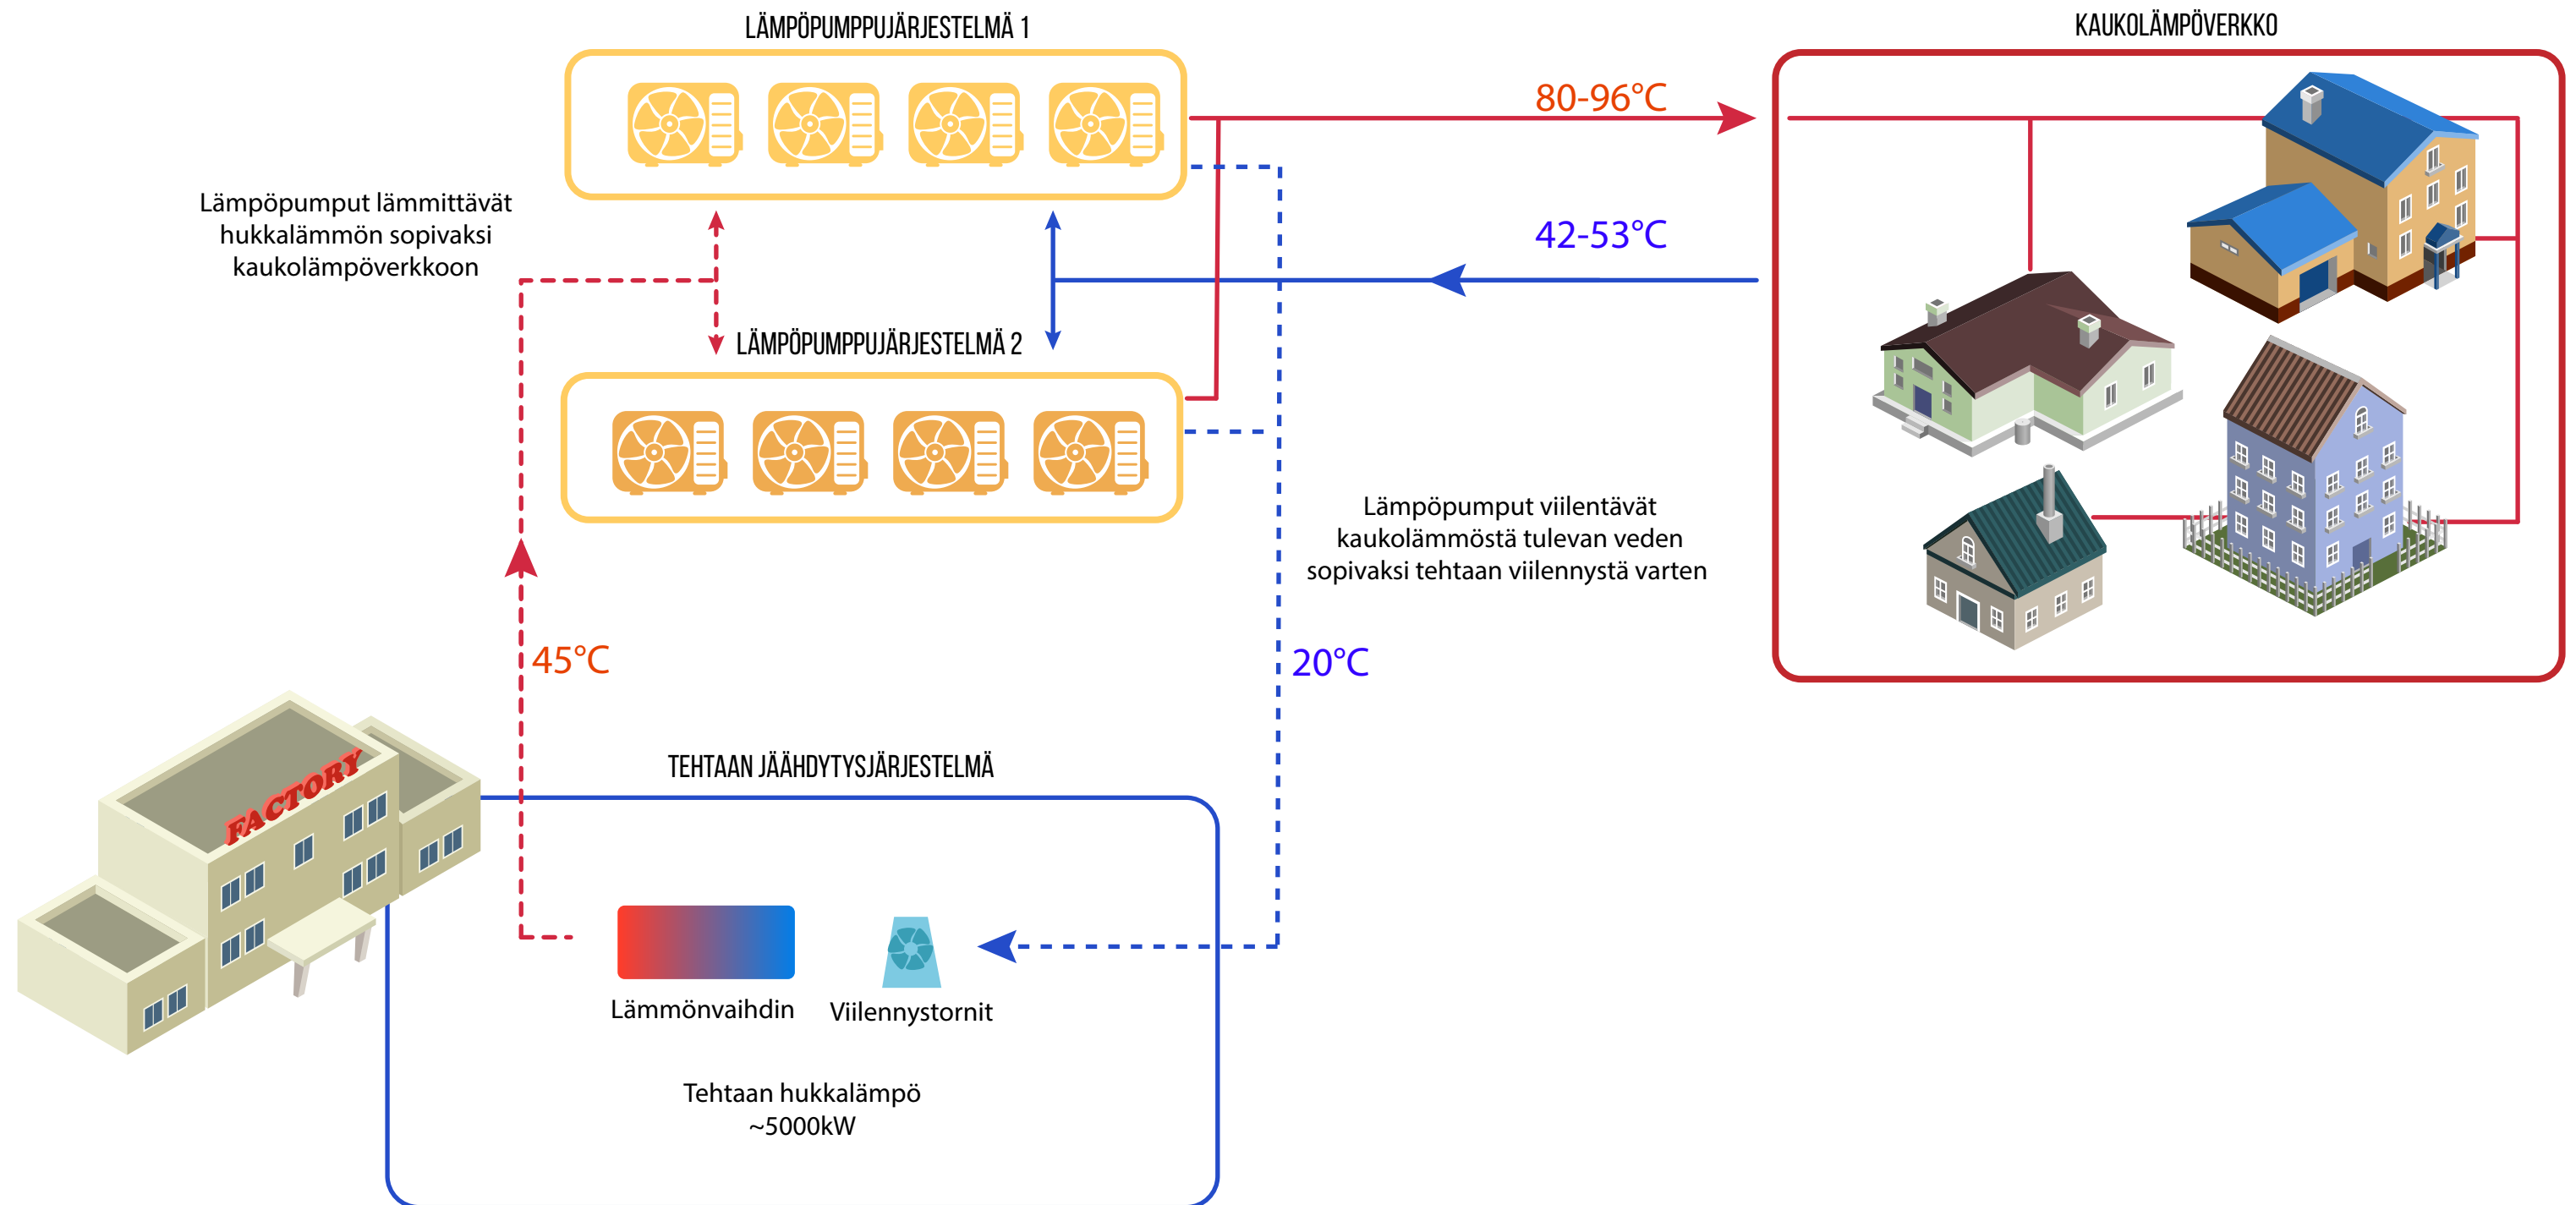 LÄMPÖPUMPPUJÄRJESTELMÄ 1
KAUKOLÄMPÖVERKKO
80-96°C
Lämpöpumput lämmittävät
hukkalämmön sopivaksi
kaukolämpöverkkoon
42-53°C
LÄMPÖPUMPPUJÄRJESTELMÄ 2
Lämpöpumput viilentävät
kaukolämmöstä tulevan veden
sopivaksi tehtaan viilennystä varten
45°C
20°C
TEHTAAN JÄÄHDYTYSJÄRJESTELMÄ
FACTORY
Lämmönvaihdin
Viilennystornit
Tehtaan hukkalämpö
~5000kW